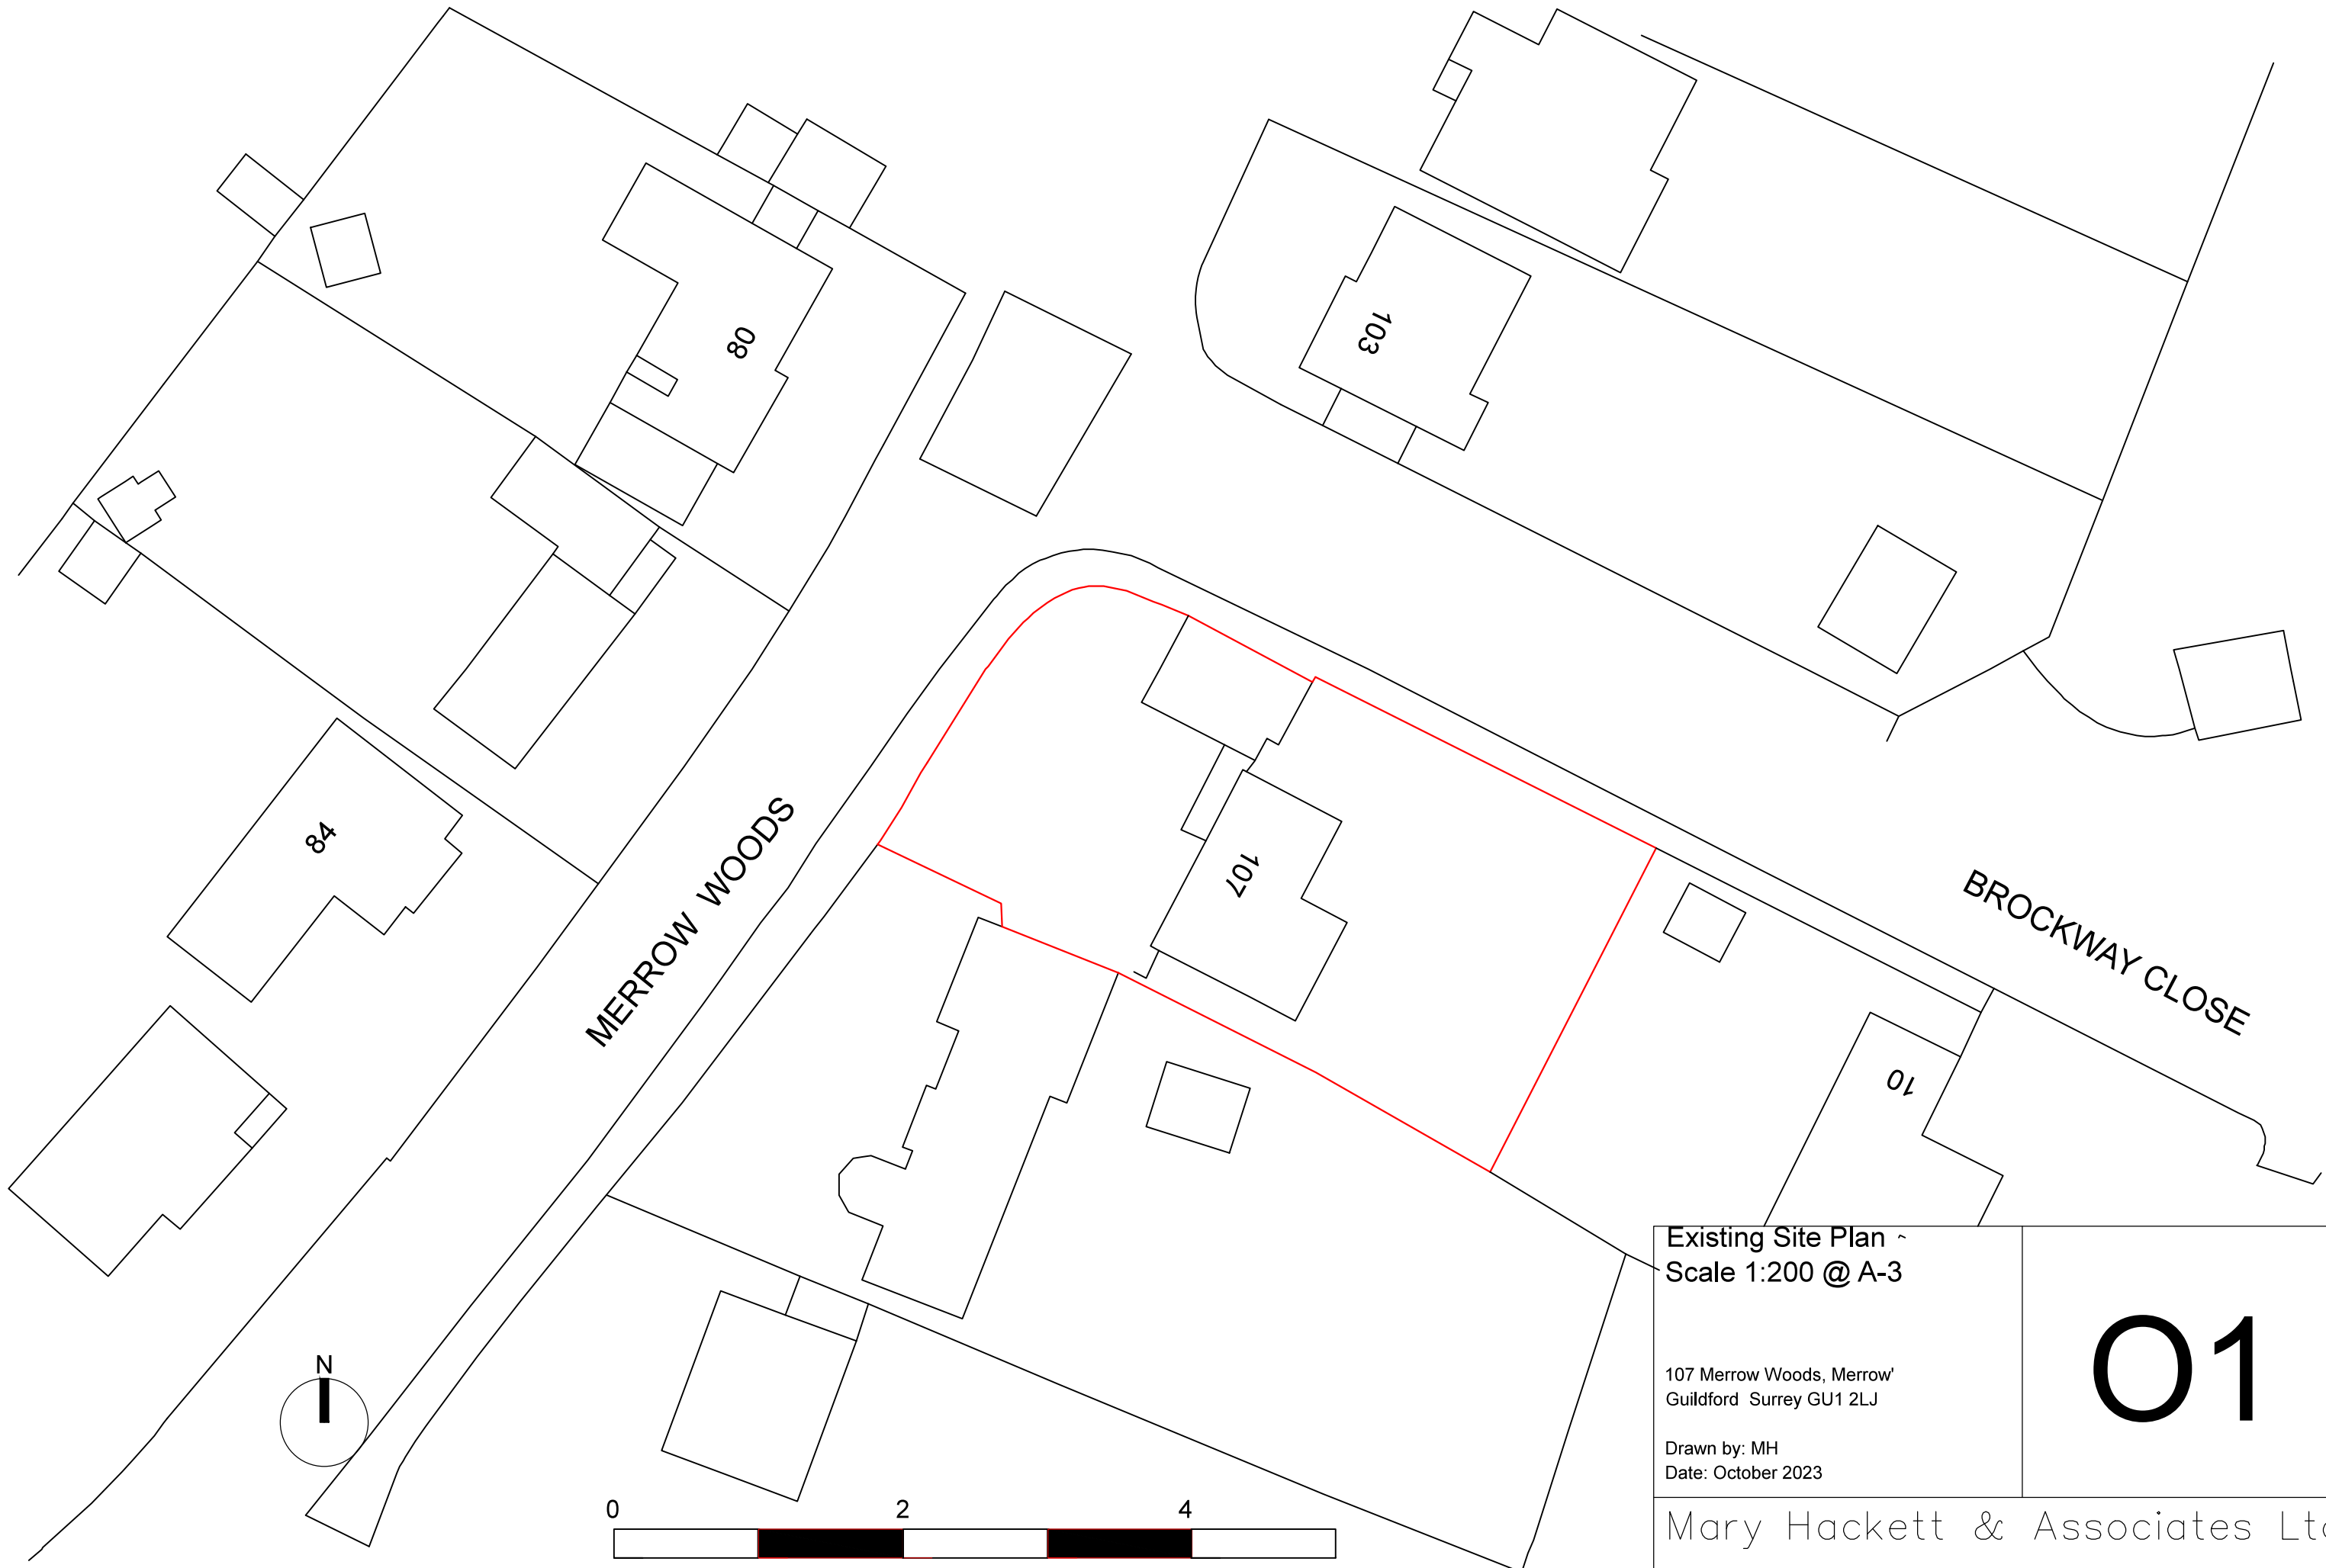 80
103
84
MERROW WOODS
107
BROCKWAY CLOSE
10
N
0 2 4
Existing Site Plan ~
Scale 1:200 @ A-3
107 Merrow Woods, Merrow'
Guildford Surrey GU1 2LJ
Drawn by: MH
Date: October 2023
O1
Mary Hackett & Associates Ltd